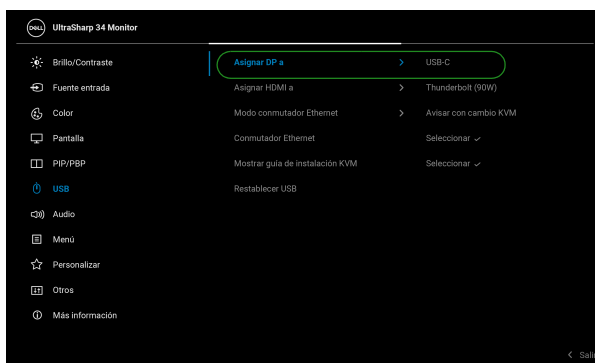 DELL UltraSharp 34 Monitor
Brillo/Contraste Asignar DP a USB-C
Fuente entrada Asignar HDMI a Thunderbolt (90W)
Color Modo conmutador Ethernet Avisar con cambio KVM
Pantalla Conmutador Ethernet Seleccionar
PIP/PBP Mostrar guía de instalación KVM Seleccionar
USB Restablecer USB
Audio
Menú
Personalizar
Otros
Más información
Salir